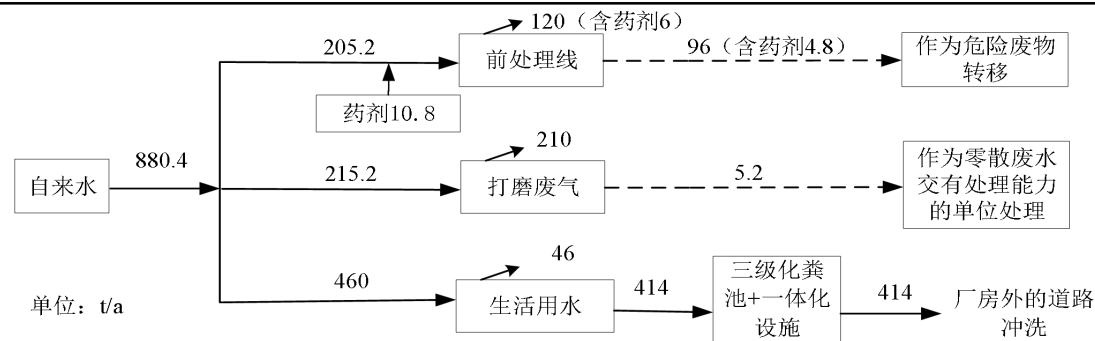 120（含药剂6）
205.2
前处理线
96（含药剂4.8）
作为危险废物
转移
药剂10.8
自来水
880.4
215.2
210
打磨废气
5.2
作为零散废水
交有处理能力
的单位处理
460
46
生活用水
414
三级化粪
池+一体化
设施
414
厂房外的道路
冲洗
单位：t/a